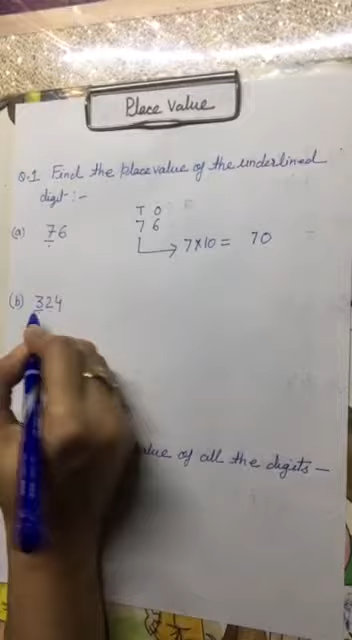 Place Value
Q.1 Find the place value of the underlined
digit :-
T O
(a) 76 7 6
7×10 = 70
(b) 324
of all the digits —